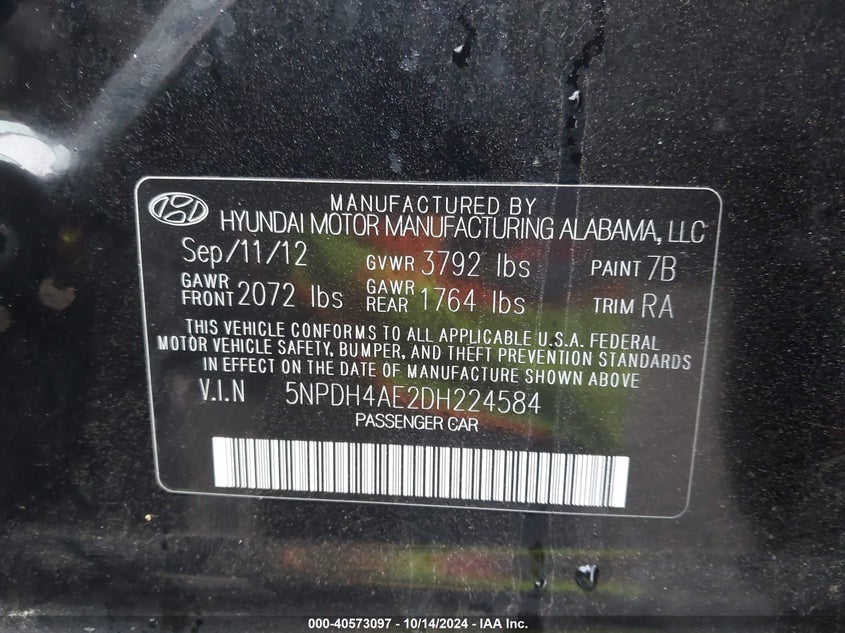 MANUFACTURED BY
HYUNDAI MOTOR MANUFACTURING ALABAMA, LLC
Sep/11/12 GVWR 3792 lbs PAINT 7B
GAWR FRONT 2072 lbs GAWR REAR 1764 lbs TRIM RA
THIS VEHICLE CONFORMS TO ALL APPLICABLE U.S.A. FEDERAL
MOTOR VEHICLE SAFETY, BUMPER, AND THEFT PREVENTION STANDARDS
IN EFFECT ON THE DATE OF MANUFACTURE SHOWN ABOVE
V.I.N 5NPDH4AE2DH224584
PASSENGER CAR
000-40573097 - 10/14/2024 - IAA Inc.